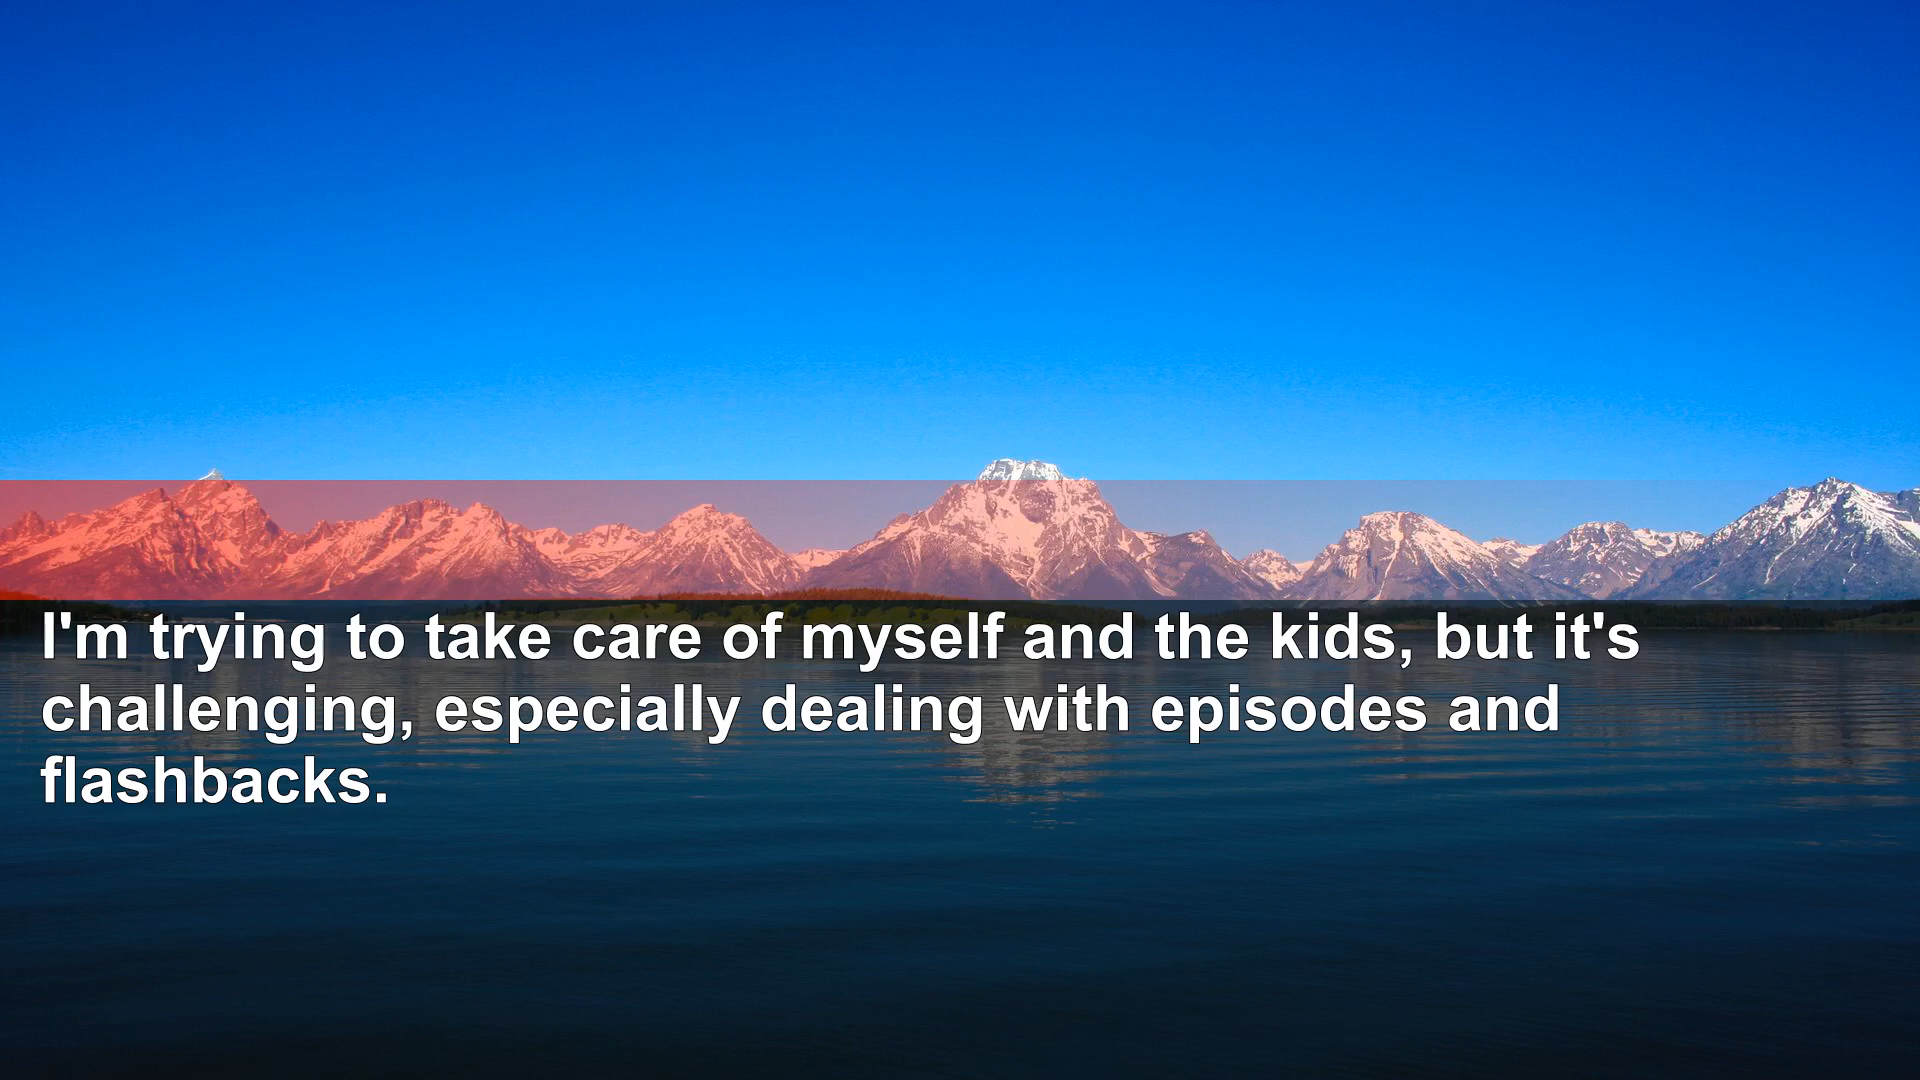 I'm trying to take care of myself and the kids, but it's
challenging, especially dealing with episodes and
flashbacks.